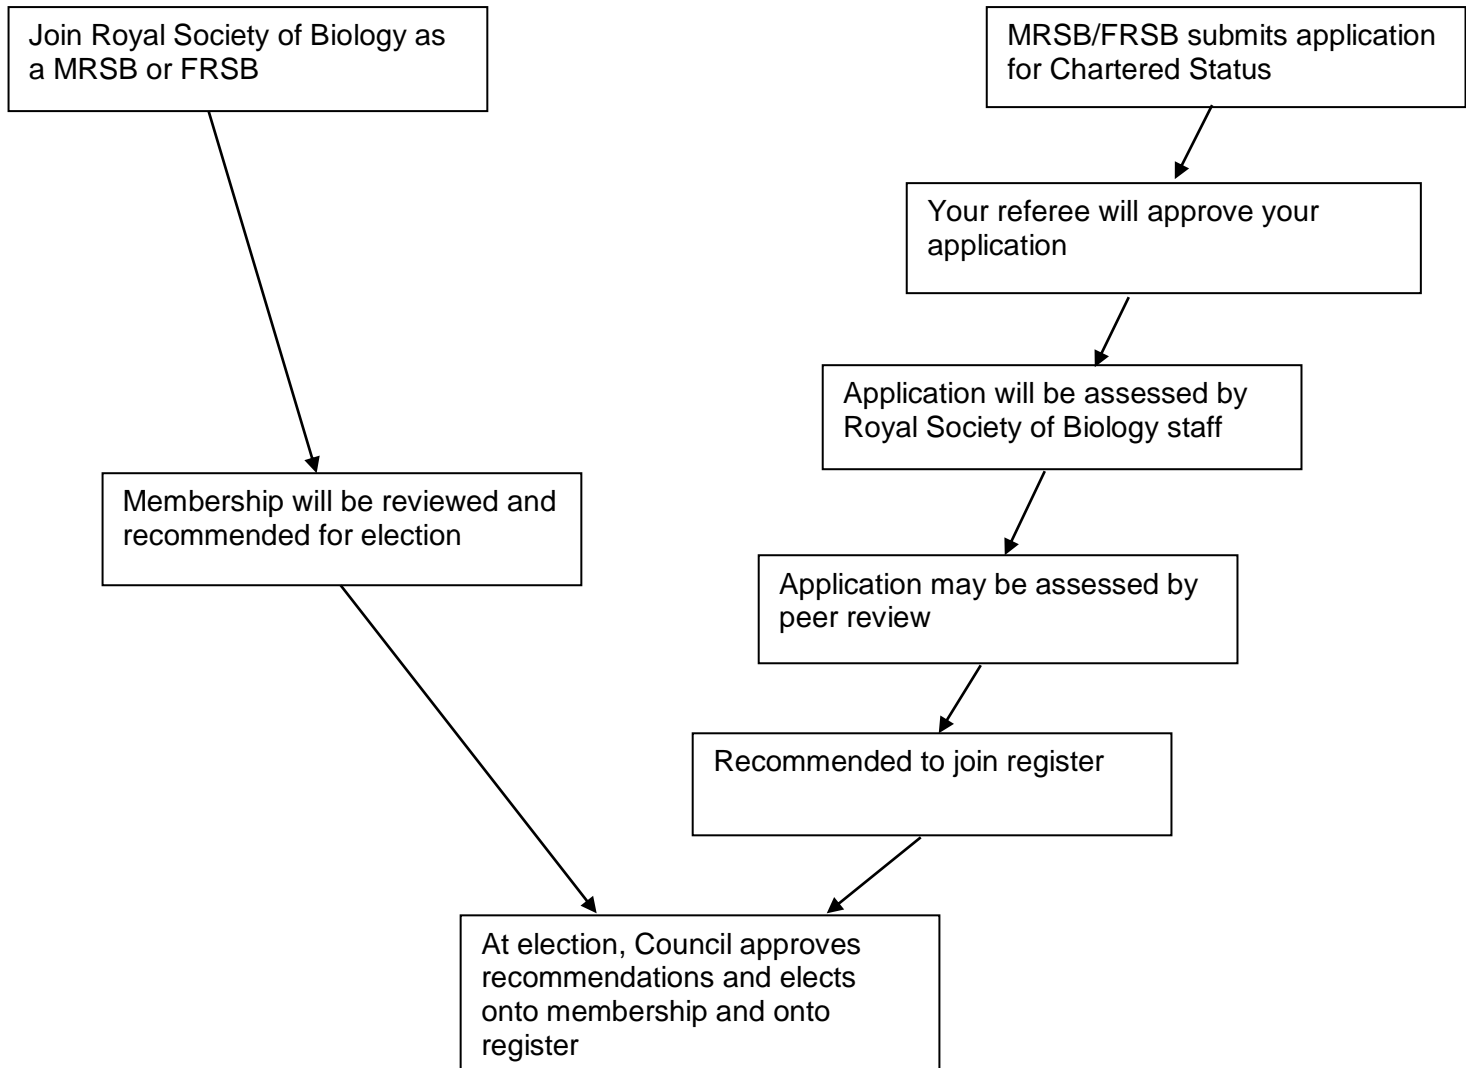 Join Royal Society of Biology as
a MRSB or FRSB
MRSB/FRSB submits application
for Chartered Status
Your referee will approve your
application
Application will be assessed by
Royal Society of Biology staff
Membership will be reviewed and
recommended for election
Application may be assessed by
peer review
Recommended to join register
At election, Council approves
recommendations and elects
onto membership and onto
register